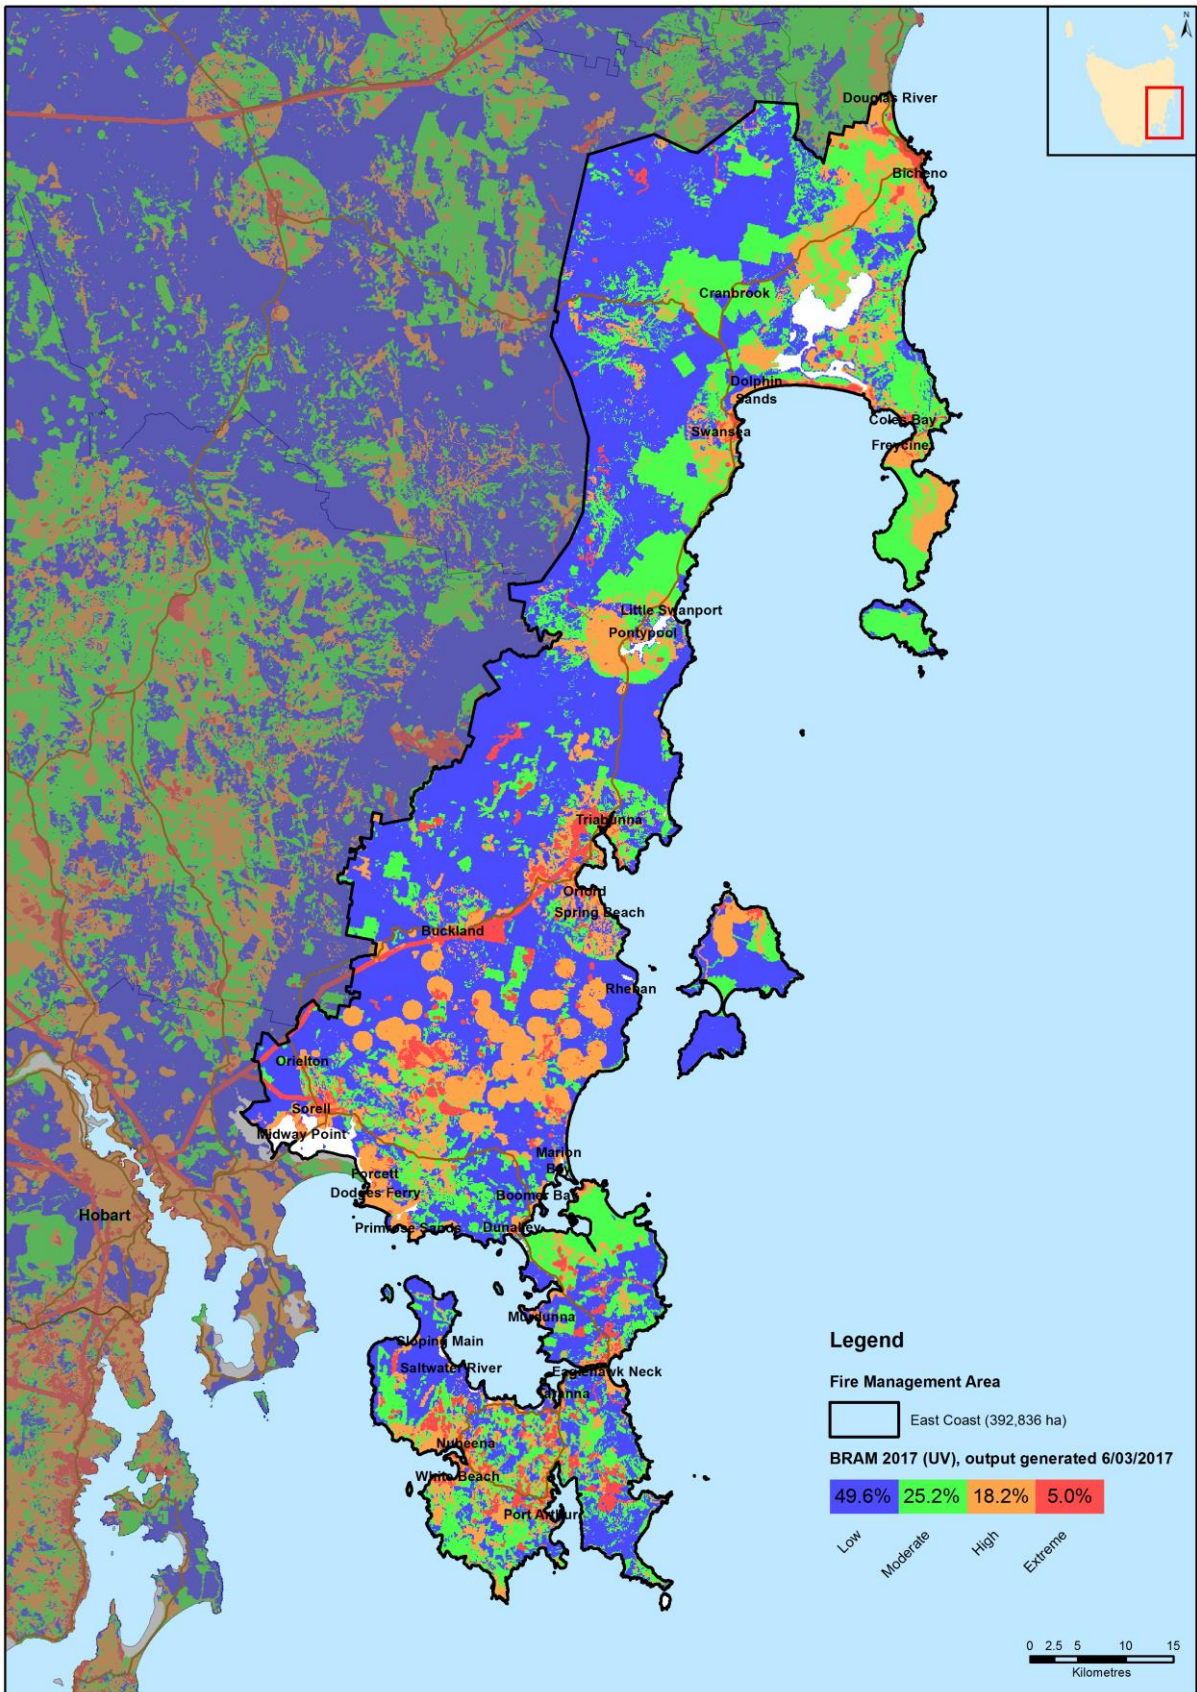 N
Douglas River
Bicheno
Cranbrook
Dolphin
Sands
Swansea
Coles Bay
Freycinet
Little Swanport
Pontypool
Triabunna
Orford
Spring Beach
Buckland
Rheban
Orielton
Sorell
Midway Point
Marion
Bay
Forcett
Dodges Ferry
Boomer Bay
Hobart
Primrose Sands
Dunalley
Murdunna
Sloping Main
Saltwater River
Eaglehawk Neck
Taranna
Nubeena
White Beach
Port Arthur
Legend
Fire Management Area
East Coast (392,836 ha)
BRAM 2017 (UV), output generated 6/03/2017
49.6% 25.2% 18.2% 5.0%
Low Moderate High Extreme
0 2.5 5 10 15
Kilometres